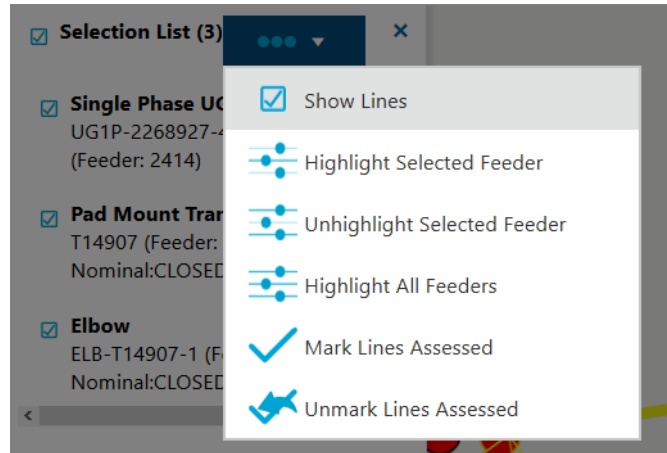 Selection List (3)
Show Lines
Single Phase UG
UG1P-2268927-4
(Feeder: 2414)
Highlight Selected Feeder
Pad Mount Tran
T14907 (Feeder:
Nominal:CLOSED
Unhighlight Selected Feeder
Highlight All Feeders
Elbow
ELB-T14907-1 (Fe
Nominal:CLOSED
Mark Lines Assessed
Unmark Lines Assessed